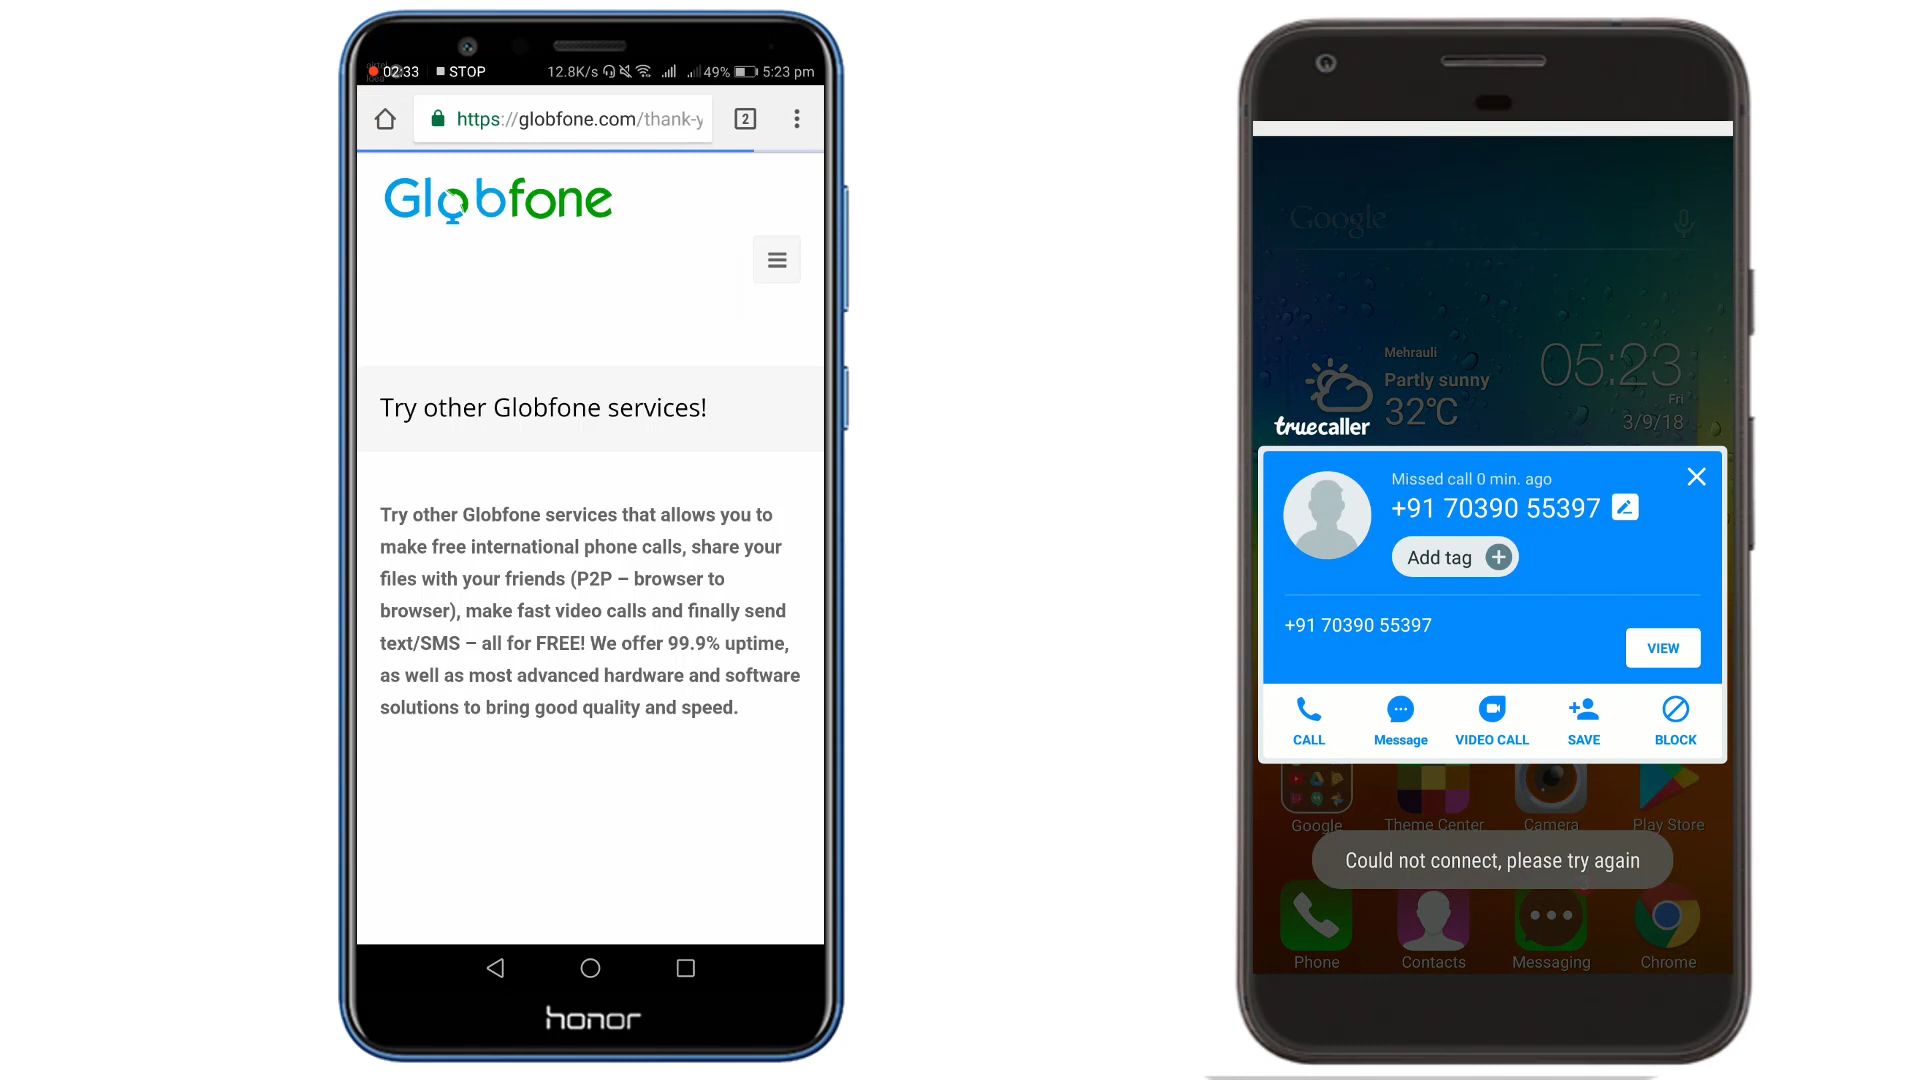 02:33 STOP 12.8K/s 49% 5:23 pm
https://globfone.com/thank-y 2
Globfone
Try other Globfone services!
Try other Globfone services that allows you to
make free international phone calls, share your
files with your friends (P2P – browser to
browser), make fast video calls and finally send
text/SMS – all for FREE! We offer 99.9% uptime,
as well as most advanced hardware and software
solutions to bring good quality and speed.
honor
Google
Mehrauli
Partly sunny
32°C
05:23
Fri
3/9/18
truecaller
Missed call 0 min. ago
+91 70390 55397
Add tag
+91 70390 55397
VIEW
CALL Message VIDEO CALL SAVE BLOCK
Google Theme Center Camera Play Store
Could not connect, please try again
Phone Contacts Messaging Chrome